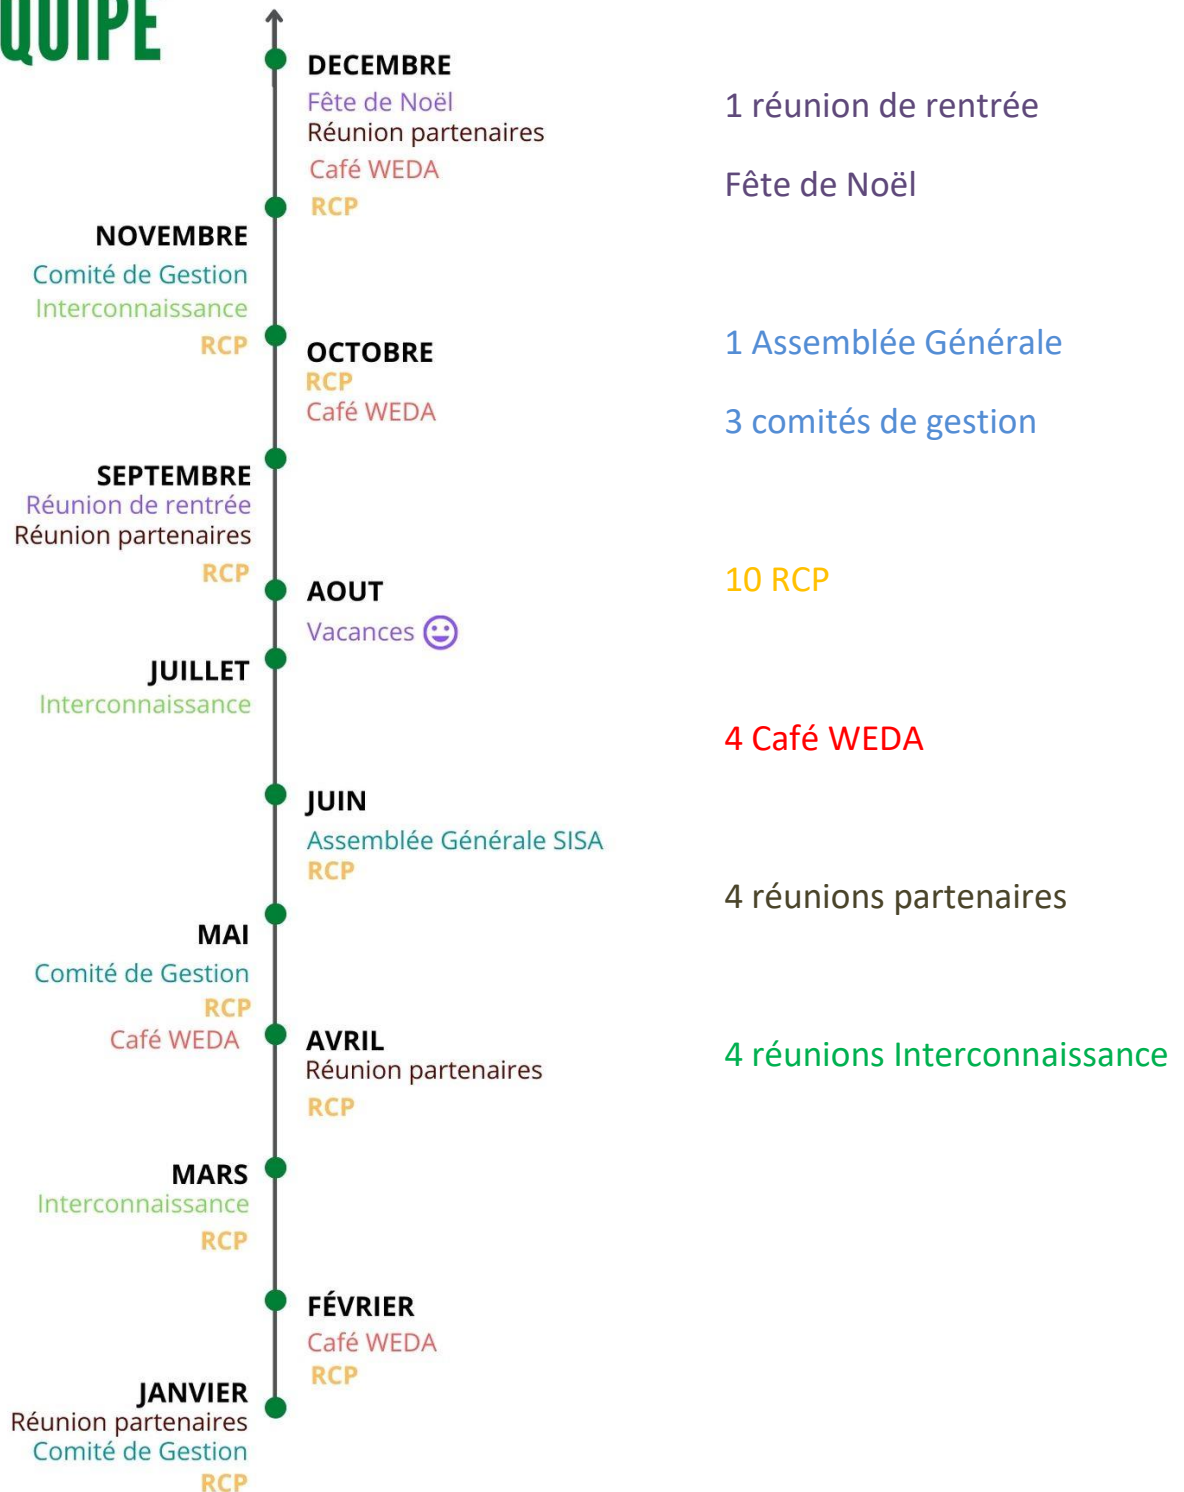 QUIPE
DECEMBRE
Fête de Noël
Réunion partenaires
Café WEDA
RCP
NOVEMBRE
Comité de Gestion
Interconnaissance
RCP
OCTOBRE
RCP
Café WEDA
SEPTEMBRE
Réunion de rentrée
Réunion partenaires
RCP
AOUT
Vacances
JUILLET
Interconnaissance
JUIN
Assemblée Générale SISA
RCP
MAI
Comité de Gestion
RCP
Café WEDA
AVRIL
Réunion partenaires
RCP
MARS
Interconnaissance
RCP
FÉVRIER
Café WEDA
RCP
JANVIER
Réunion partenaires
Comité de Gestion
RCP
1 réunion de rentrée
Fête de Noël
1 Assemblée Générale
3 comités de gestion
10 RCP
4 Café WEDA
4 réunions partenaires
4 réunions Interconnaissance